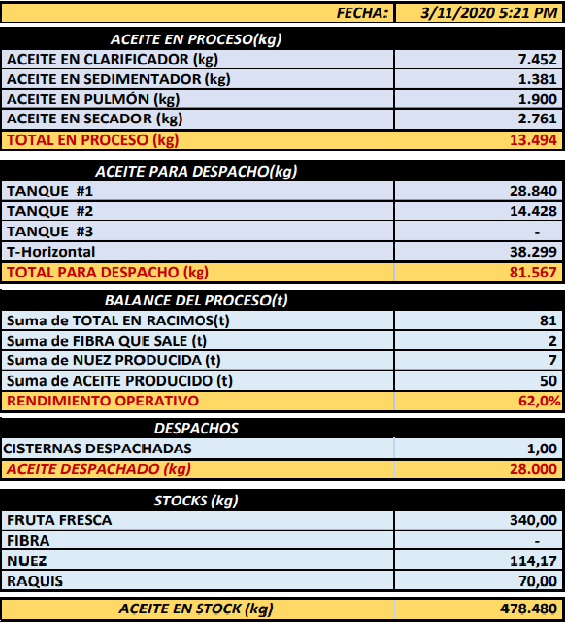 FECHA: 3/11/2020 5:21 PM
ACEITE EN PROCESO(kg)
ACEITE EN CLARIFICADOR (kg) 7.452
ACEITE EN SEDIMENTADOR (kg) 1.381
ACEITE EN PULMÓN (kg) 1.900
ACEITE EN SECADOR (kg) 2.761
TOTAL EN PROCESO (kg) 13.494
ACEITE PARA DESPACHO(kg)
TANQUE #1 28.840
TANQUE #2 14.428
TANQUE #3 -
T-Horizontal 38.299
TOTAL PARA DESPACHO (kg) 81.567
BALANCE DEL PROCESO(t)
Suma de TOTAL EN RACIMOS(t) 81
Suma de FIBRA QUE SALE (t) 2
Suma de NUEZ PRODUCIDA (t) 7
Suma de ACEITE PRODUCIDO (t) 50
RENDIMIENTO OPERATIVO 62,0%
DESPACHOS
CISTERNAS DESPACHADAS 1,00
ACEITE DESPACHADO (kg) 28.000
STOCKS (kg)
FRUTA FRESCA 340,00
FIBRA -
NUEZ 114,17
RAQUIS 70,00
ACEITE EN STOCK (kg) 478.480